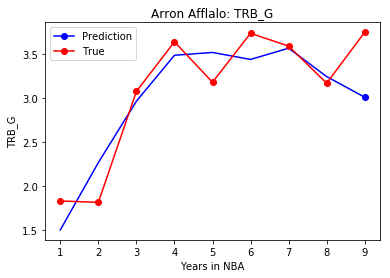 Arron Afflalo: TRB_G
Prediction
True
TRB_G
3.5
3.0
2.5
2.0
1.5
1 2 3 4 5 6 7 8 9
Years in NBA